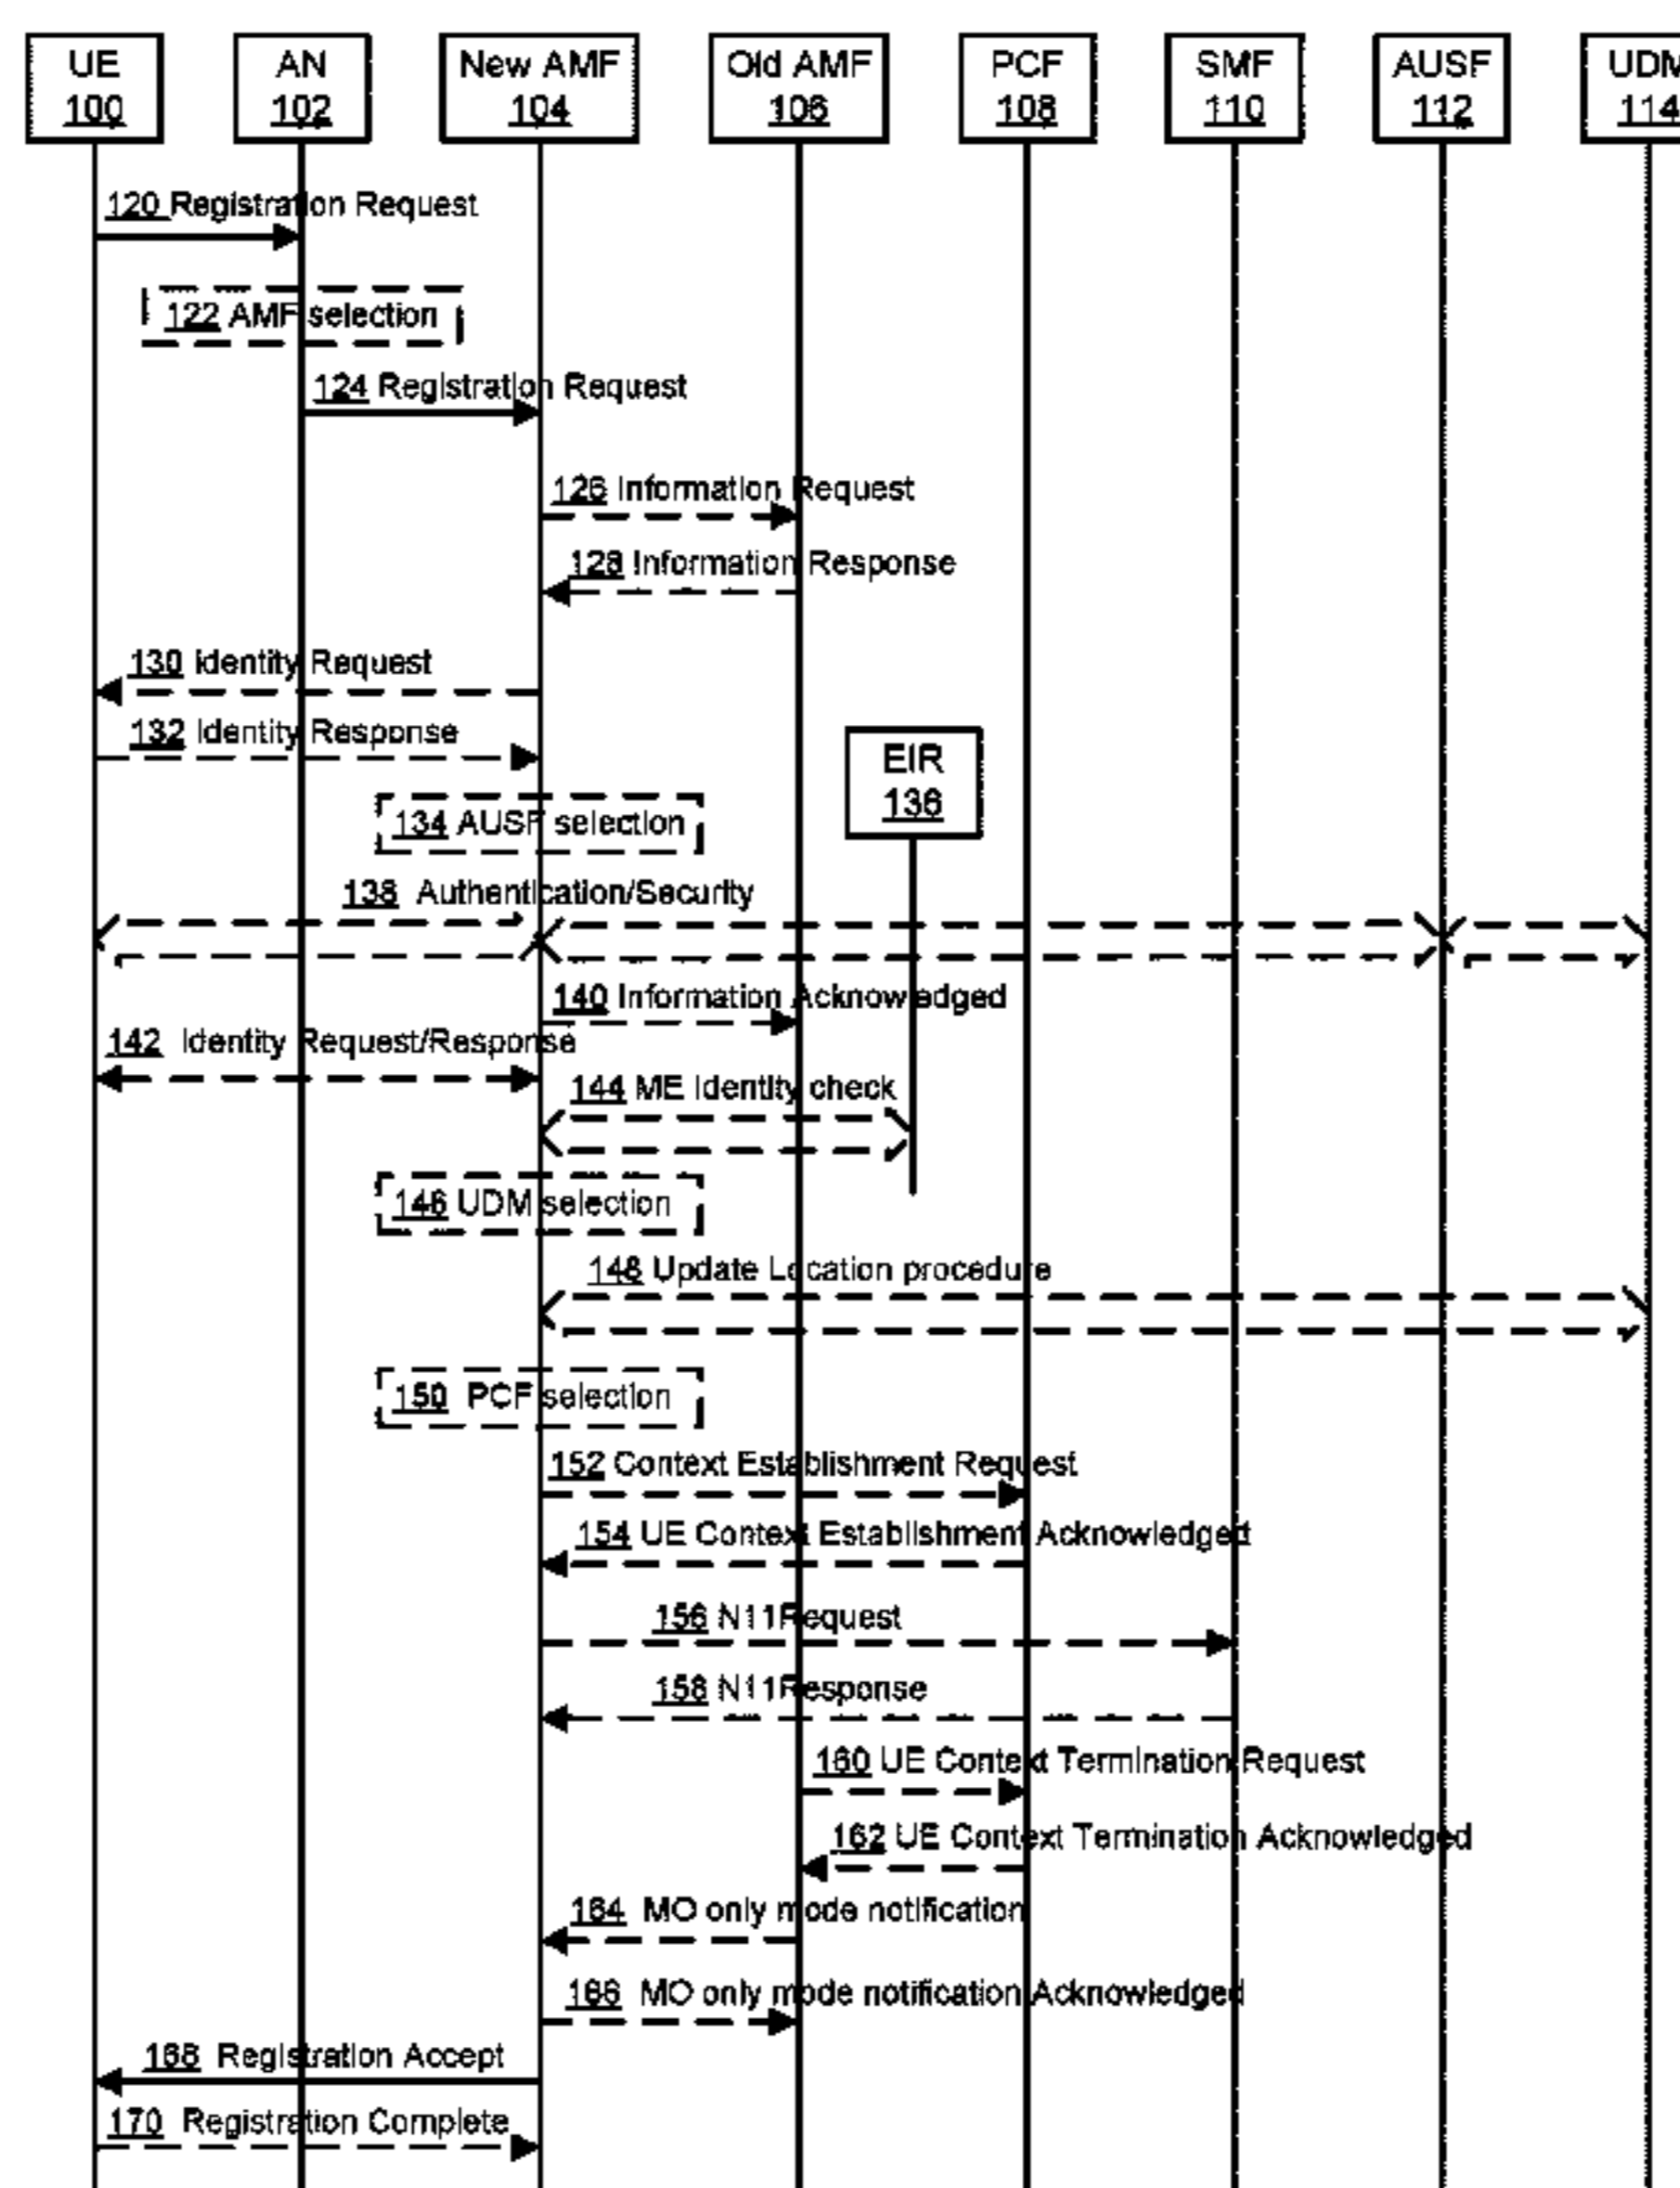 UE
100
AN
102
New AMF
104
Old AMF
106
PCF
108
SMF
110
AUSF
112
UDM
114
120 Registration Request
122 AMF selection
124 Registration Request
126 Information Request
128 Information Response
130 Identity Request
132 Identity Response
EIR
136
134 AUSF selection
138 Authentication/Security
140 Information Acknowledged
142 Identity Request/Response
144 ME Identity check
146 UDM selection
148 Update Location procedure
150 PCF selection
152 Context Establishment Request
154 UE Context Establishment Acknowledged
156 N11Request
158 N11Response
160 UE Context Termination Request
162 UE Context Termination Acknowledged
164 MO only mode notification
166 MO only mode notification Acknowledged
168 Registration Accept
170 Registration Complete